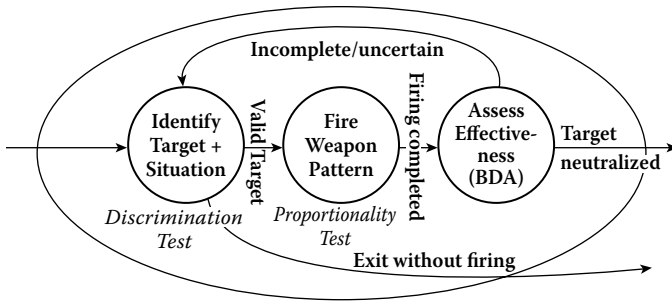 Incomplete/uncertain
Identify
Target +
Situation
Valid Target
Fire
Weapon
Pattern
Firing completed
Assess
Effective-
ness
(BDA)
Target
neutralized
Discrimination
Test
Proportionality
Test
Exit without firing